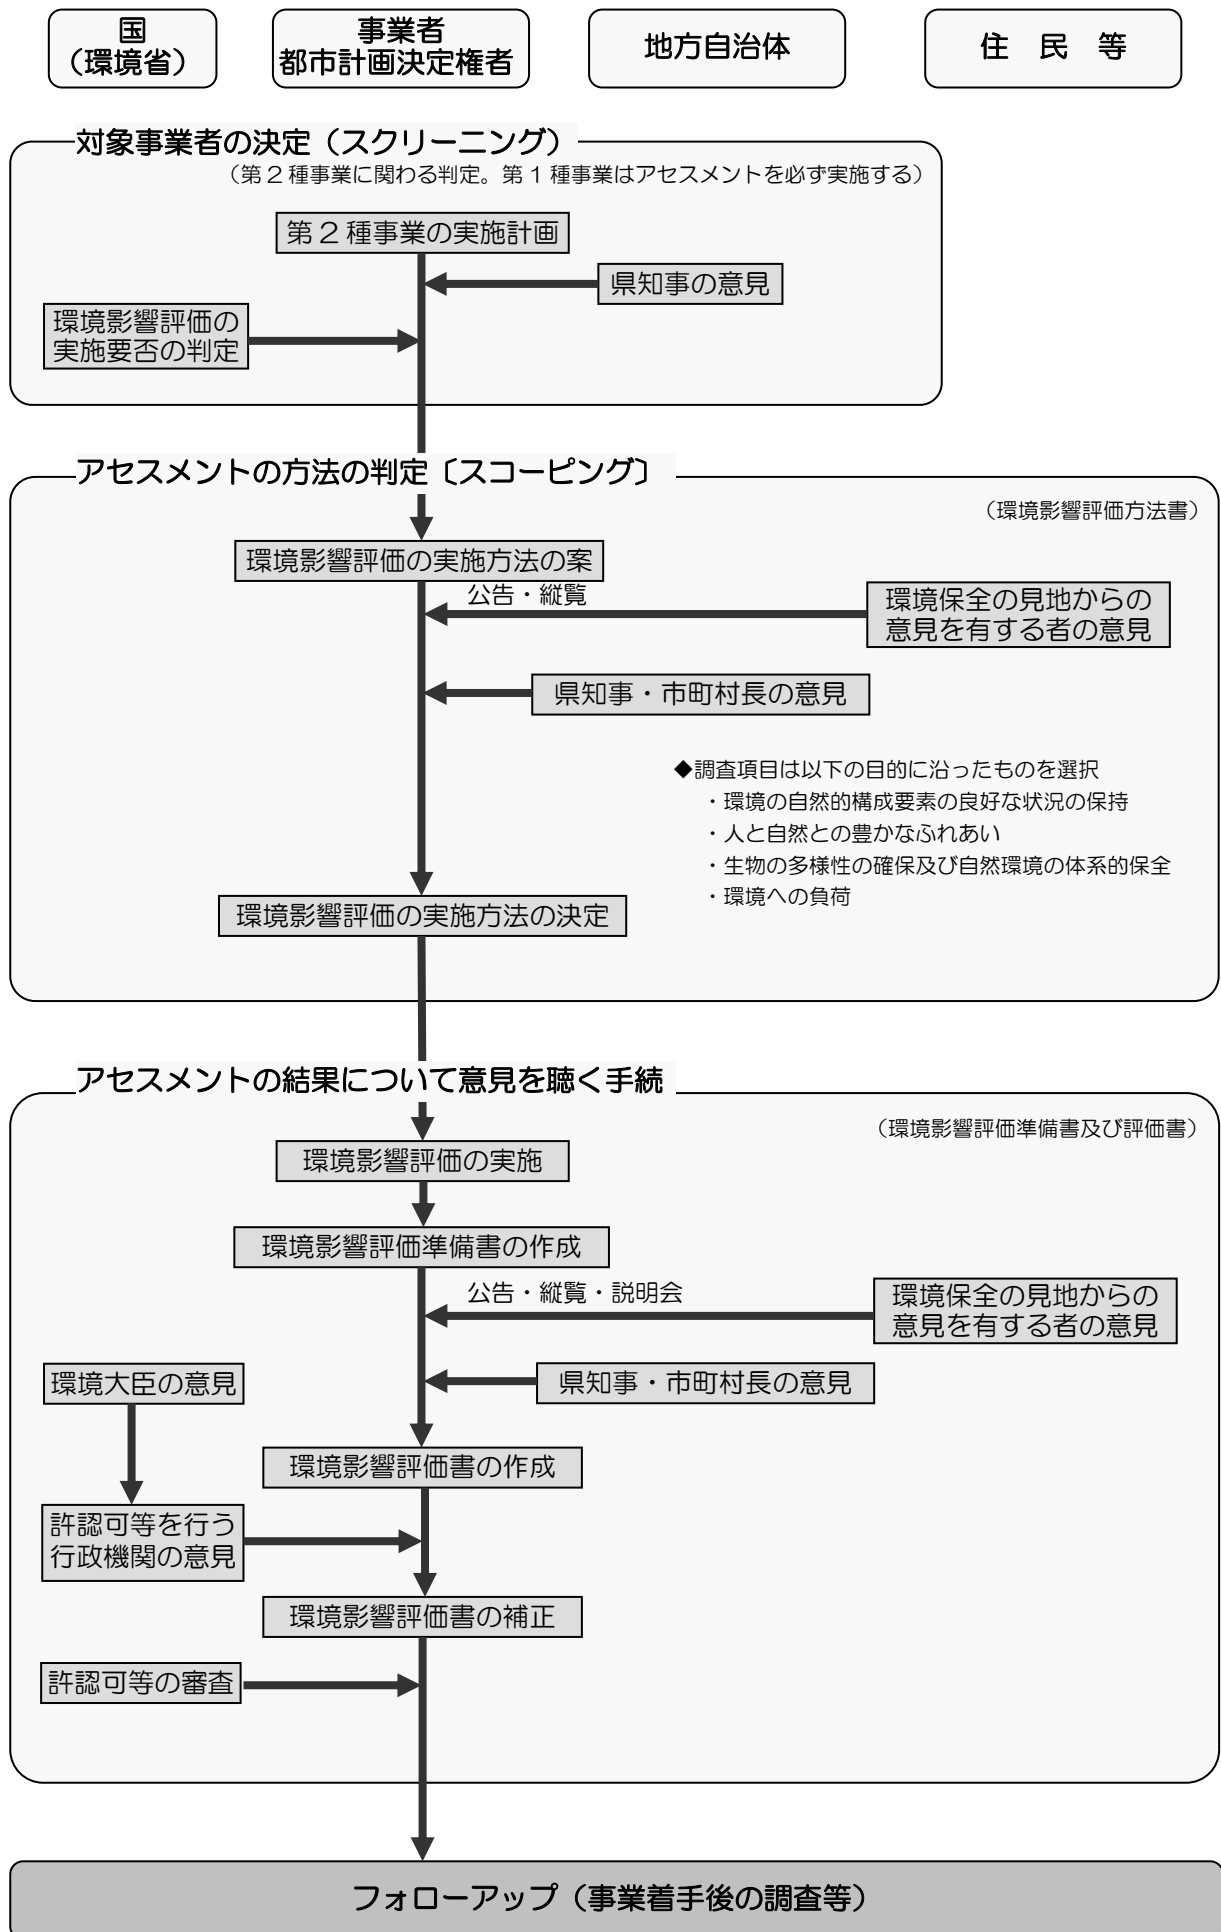 国
（環境省）
事業者
都市計画決定権者
地方自治体
住　民　等
対象事業者の決定（スクリーニング）
（第２種事業に関わる判定。第１種事業はアセスメントを必ず実施する）
第２種事業の実施計画
県知事の意見
環境影響評価の
実施要否の判定
アセスメントの方法の判定〔スコーピング〕
（環境影響評価方法書）
環境影響評価の実施方法の案
公告・縦覧
環境保全の見地からの
意見を有する者の意見
県知事・市町村長の意見
◆調査項目は以下の目的に沿ったものを選択
・環境の自然的構成要素の良好な状況の保持
・人と自然との豊かなふれあい
・生物の多様性の確保及び自然環境の体系的保全
・環境への負荷
環境影響評価の実施方法の決定
アセスメントの結果について意見を聴く手続
（環境影響評価準備書及び評価書）
環境影響評価の実施
環境影響評価準備書の作成
公告・縦覧・説明会
環境保全の見地からの
意見を有する者の意見
環境大臣の意見
県知事・市町村長の意見
環境影響評価書の作成
許認可等を行う
行政機関の意見
環境影響評価書の補正
許認可等の審査
フォローアップ（事業着手後の調査等）